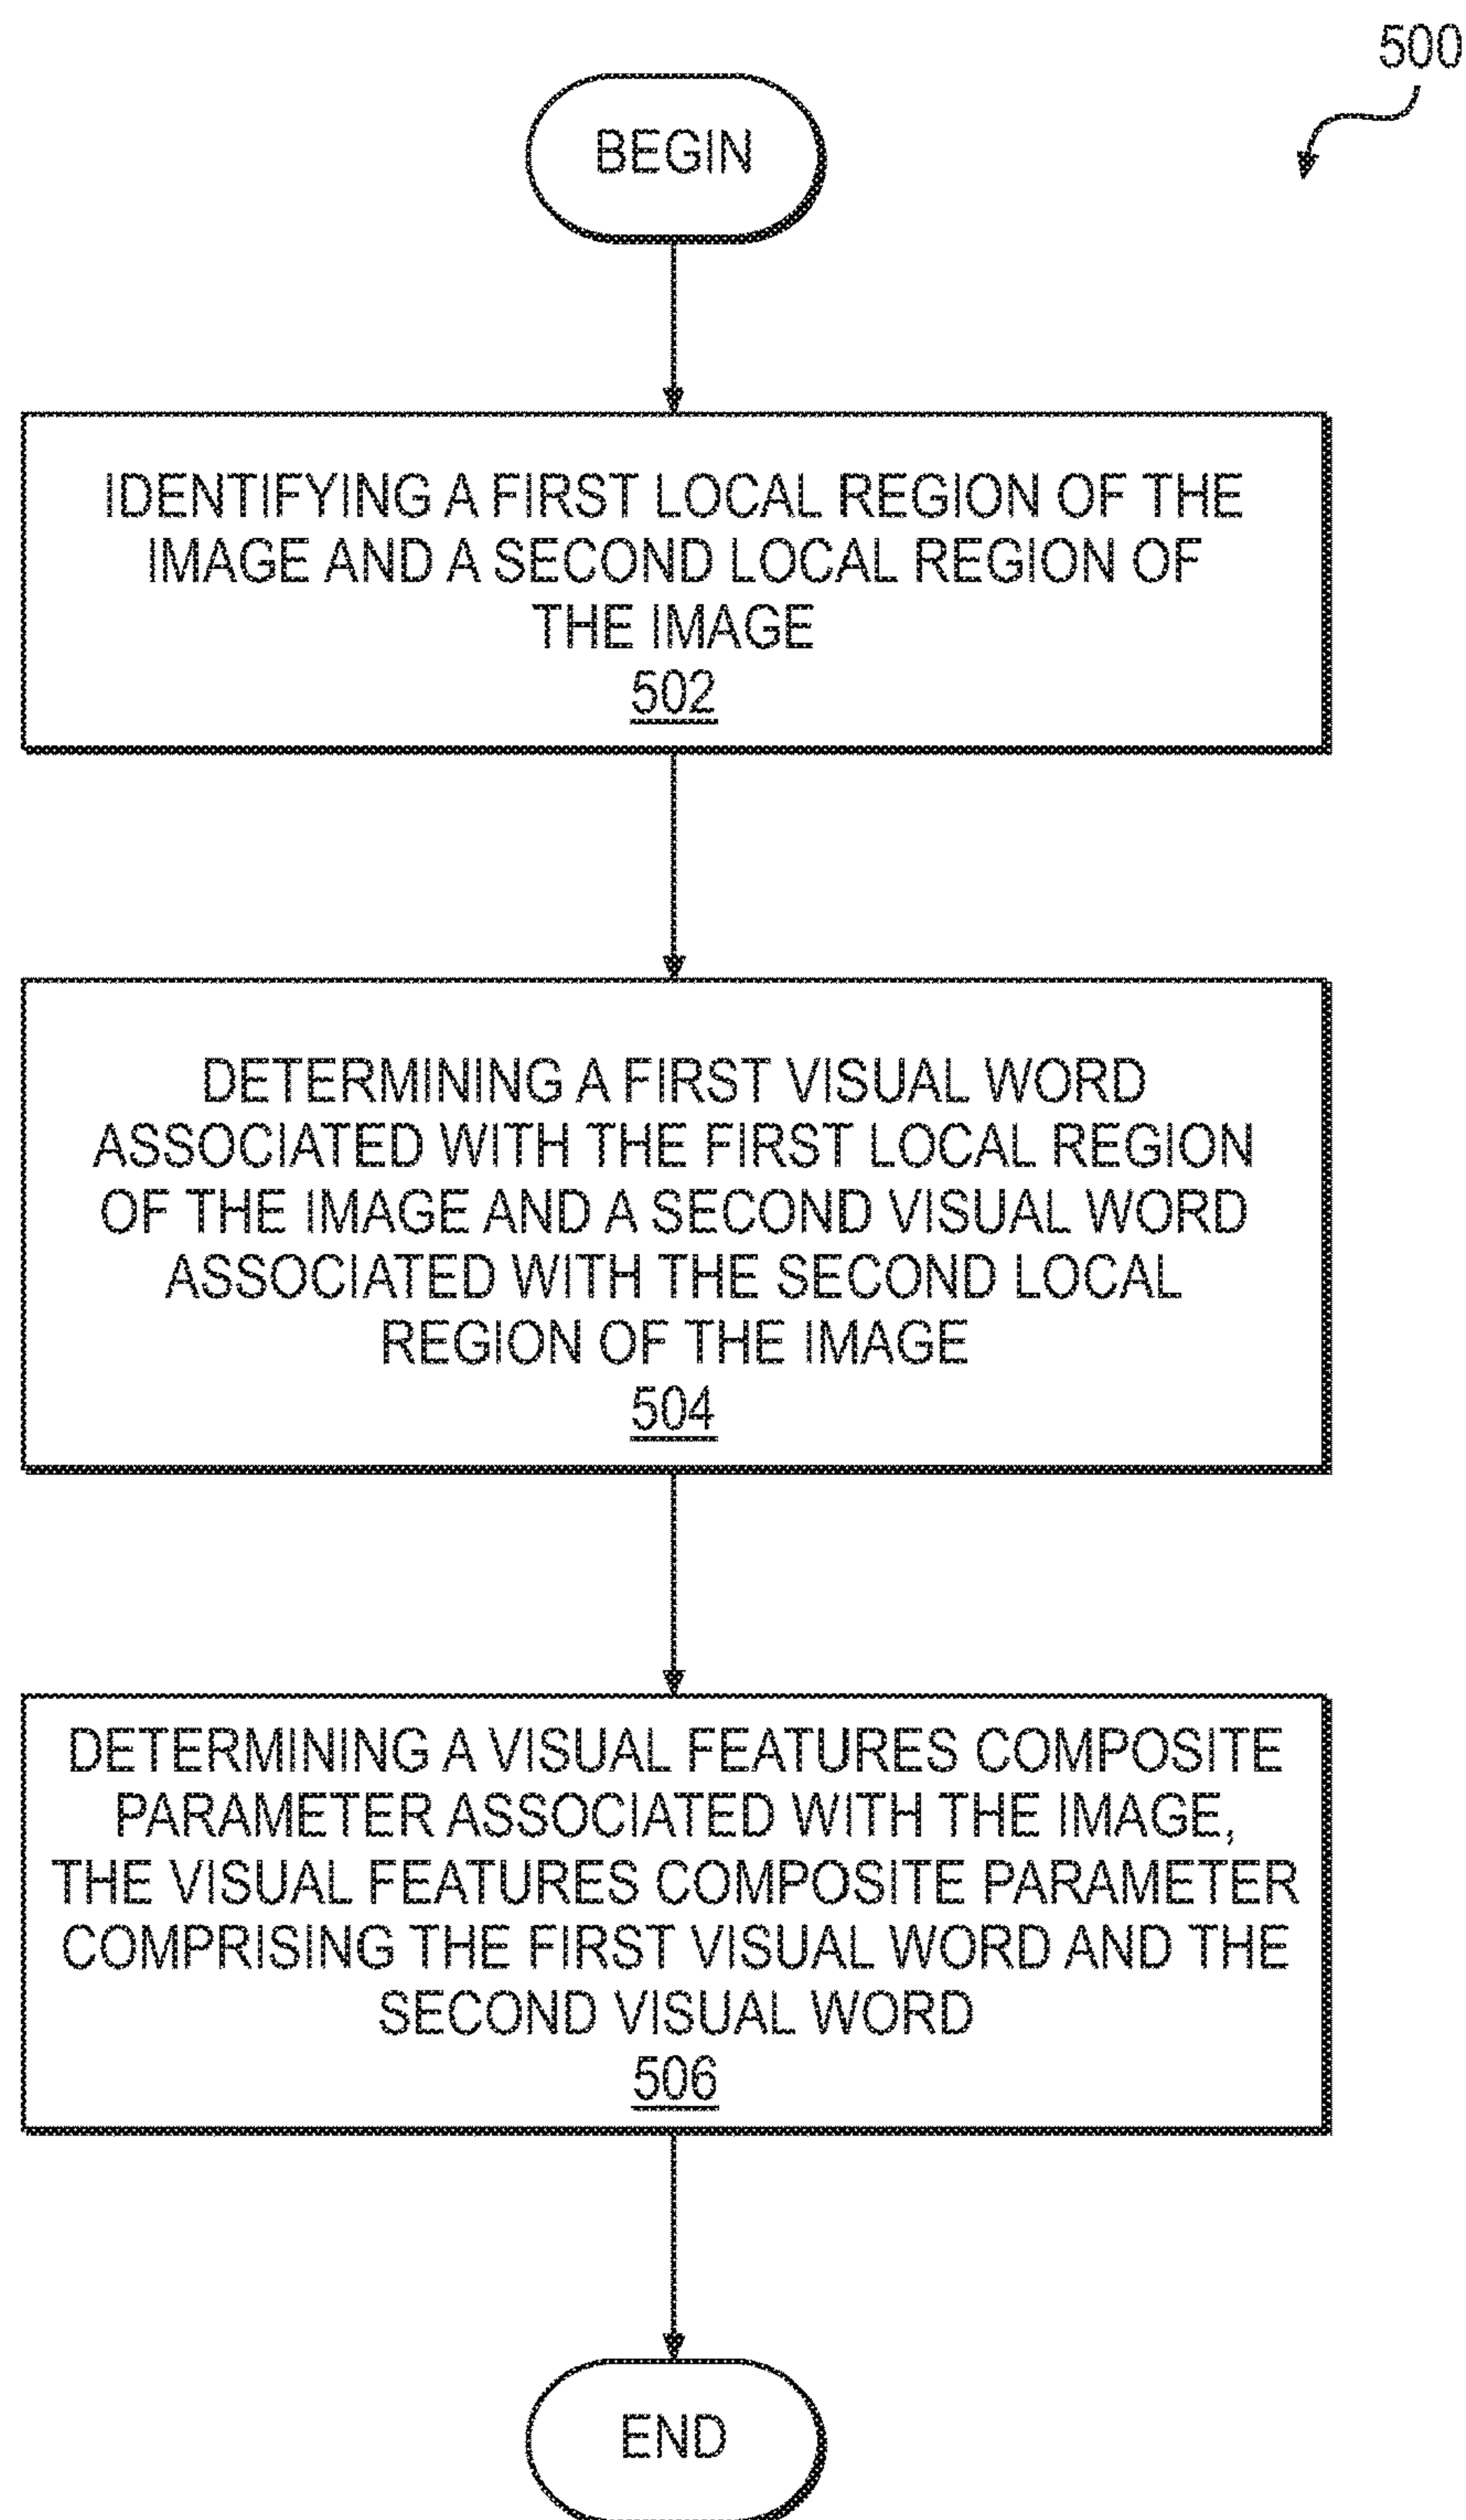 500
BEGIN
IDENTIFYING A FIRST LOCAL REGION OF THE
IMAGE AND A SECOND LOCAL REGION OF
THE IMAGE
502
DETERMINING A FIRST VISUAL WORD
ASSOCIATED WITH THE FIRST LOCAL REGION
OF THE IMAGE AND A SECOND VISUAL WORD
ASSOCIATED WITH THE SECOND LOCAL
REGION OF THE IMAGE
504
DETERMINING A VISUAL FEATURES COMPOSITE
PARAMETER ASSOCIATED WITH THE IMAGE,
THE VISUAL FEATURES COMPOSITE PARAMETER
COMPRISING THE FIRST VISUAL WORD AND THE
SECOND VISUAL WORD
506
END